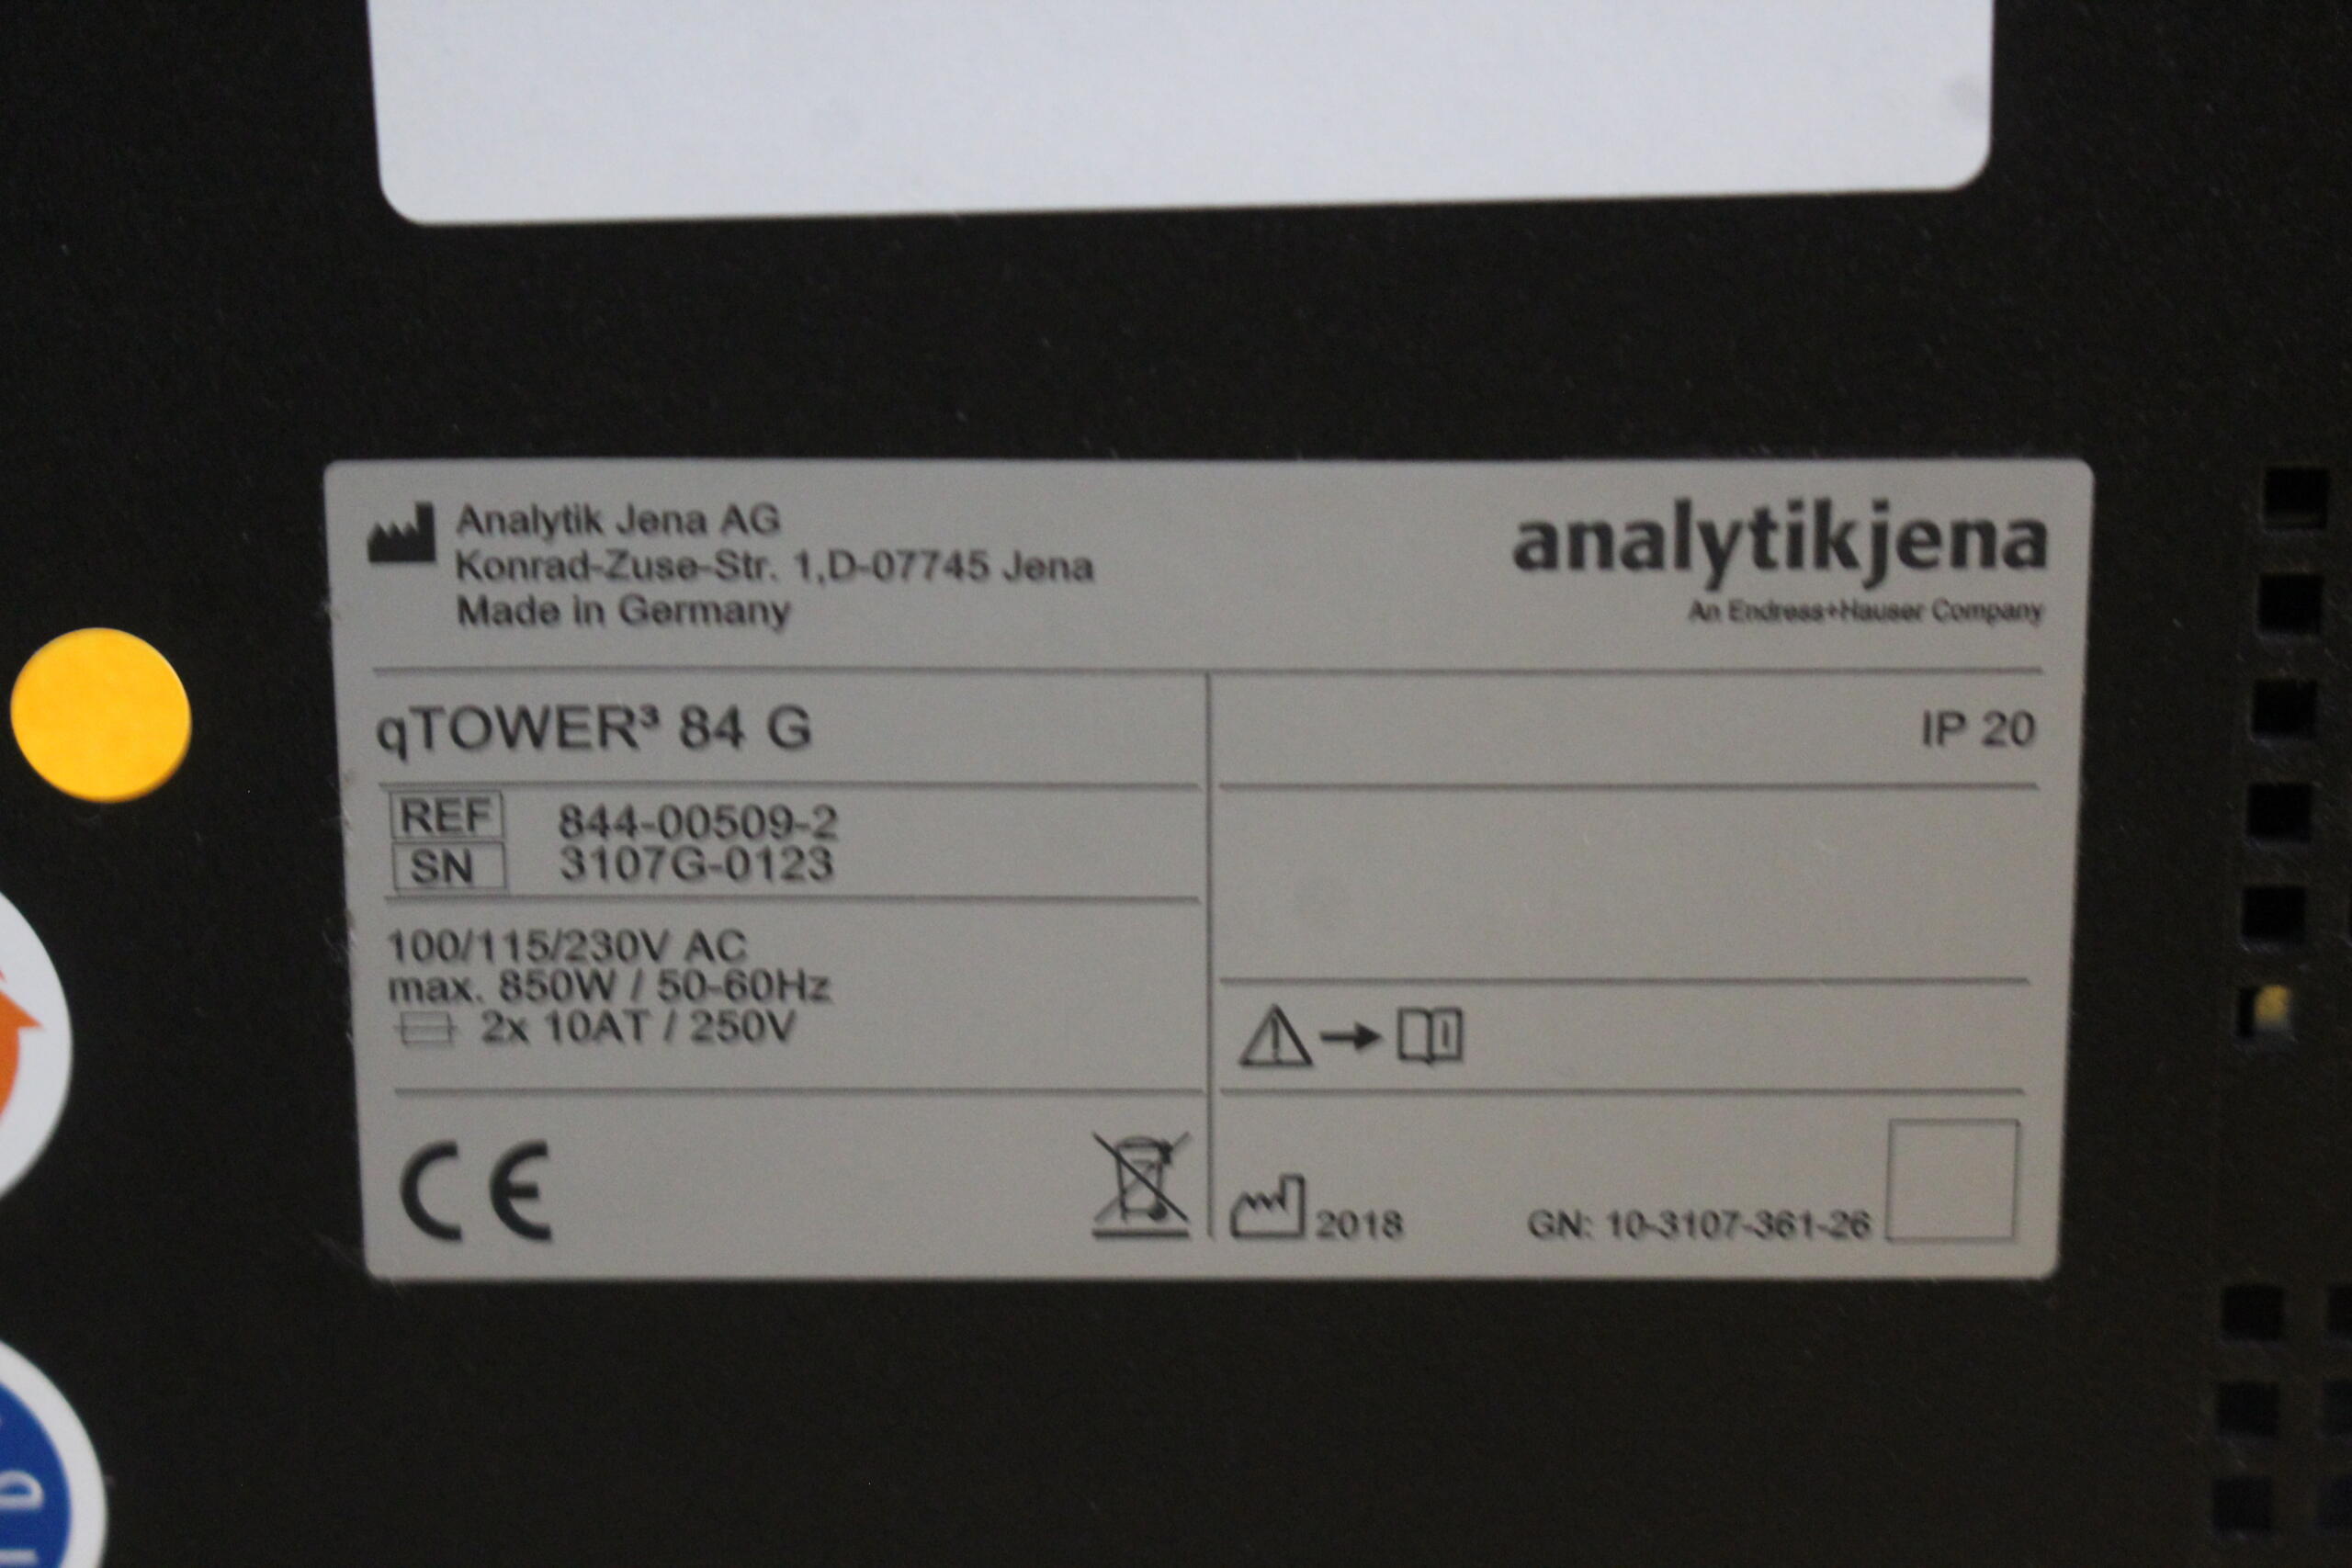 Analytik Jena AG
Konrad-Zuse-Str. 1,D-07745 Jena
Made in Germany
analytikjena
An Endress+Hauser Company
qTOWER³ 84 G
IP 20
REF 844-00509-2
SN 3107G-0123
100/115/230V AC
max. 850W / 50-60Hz
2x 10AT / 250V
CE
2018
GN: 10-3107-361-26